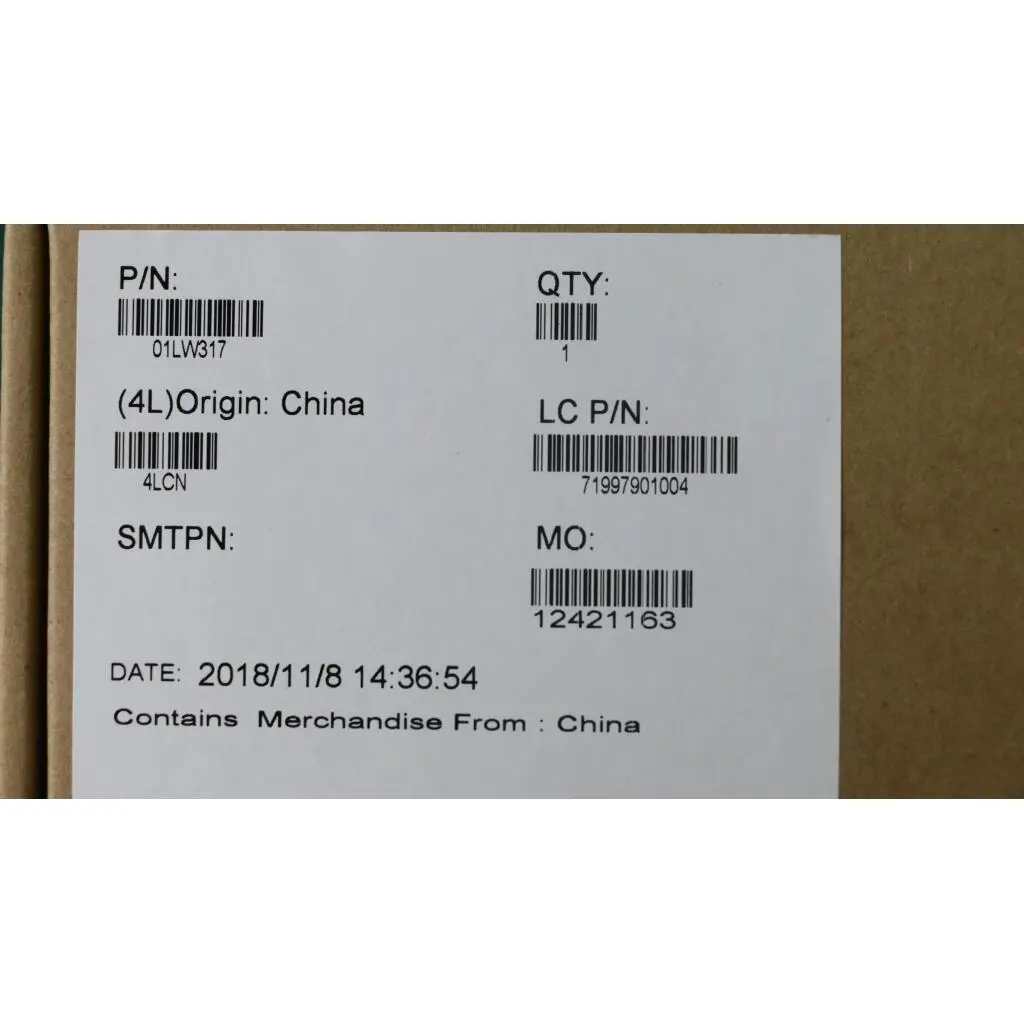 P/N:
01LW317
QTY:
1
(4L)Origin: China
4LCN
LC P/N:
71997901004
SMTPN:
MO:
12421163
DATE: 2018/11/8 14:36:54
Contains Merchandise From : China